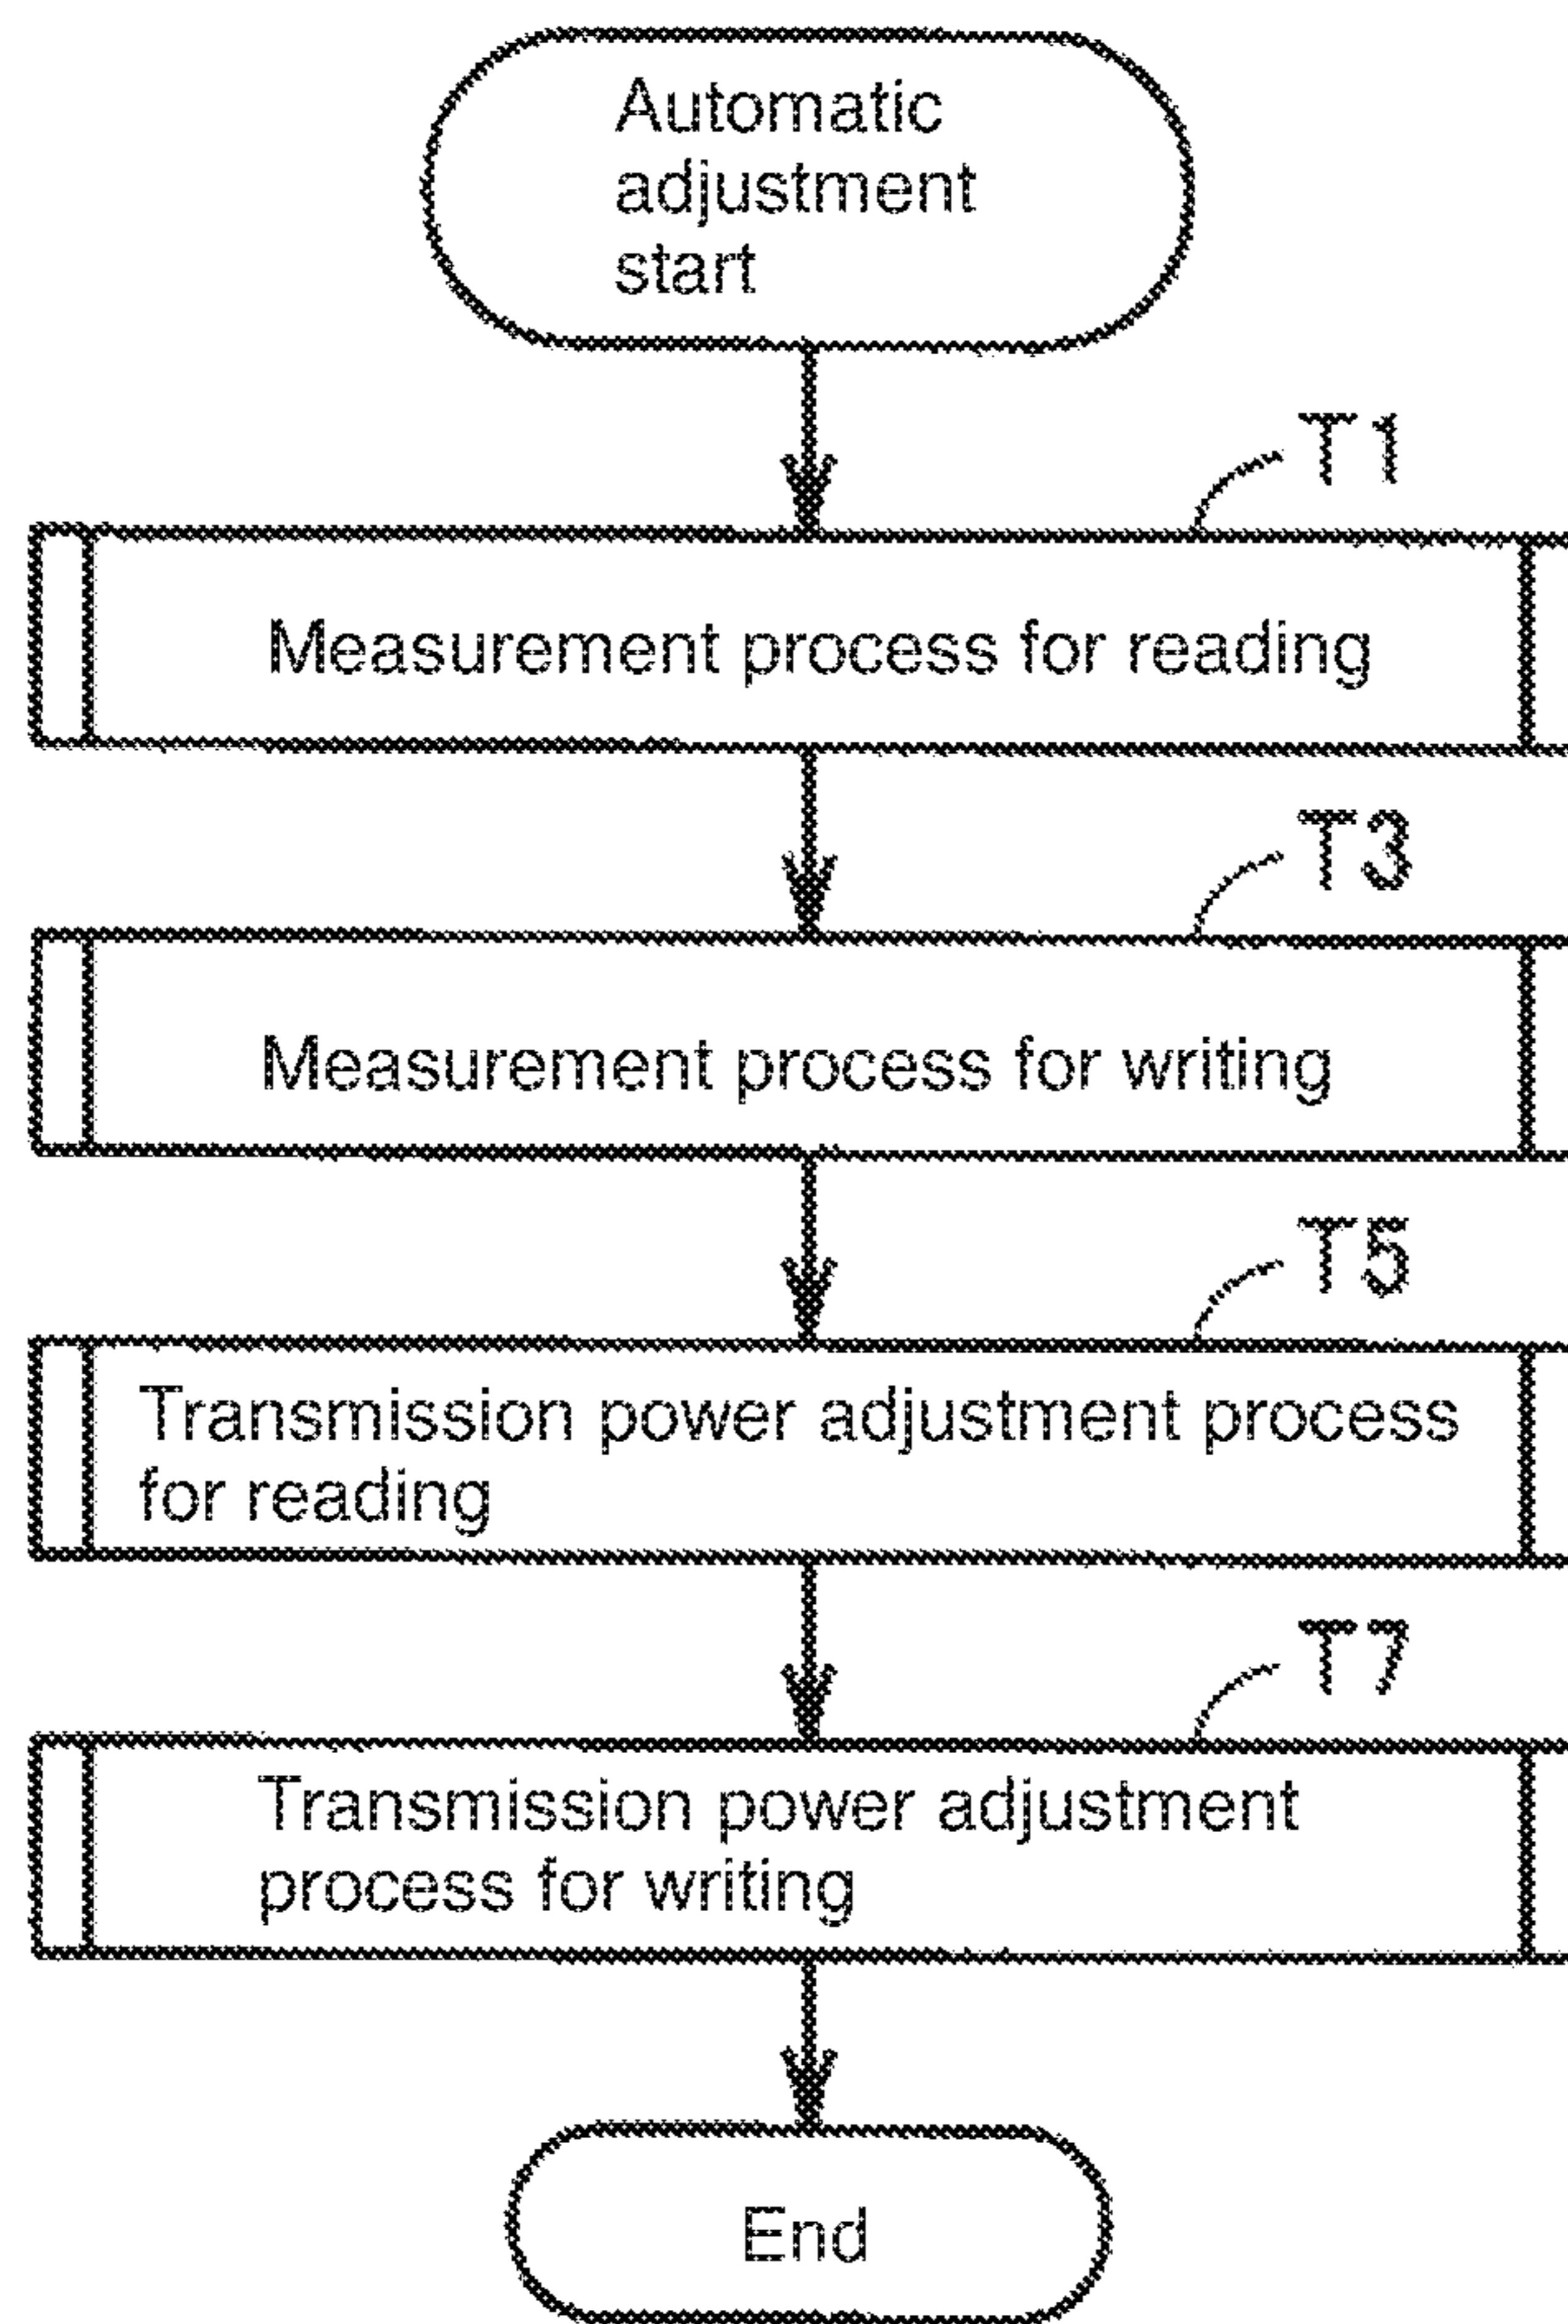 Automatic
adjustment
start
T1
Measurement process for reading
T3
Measurement process for writing
T5
Transmission power adjustment process
for reading
T7
Transmission power adjustment
process for writing
End